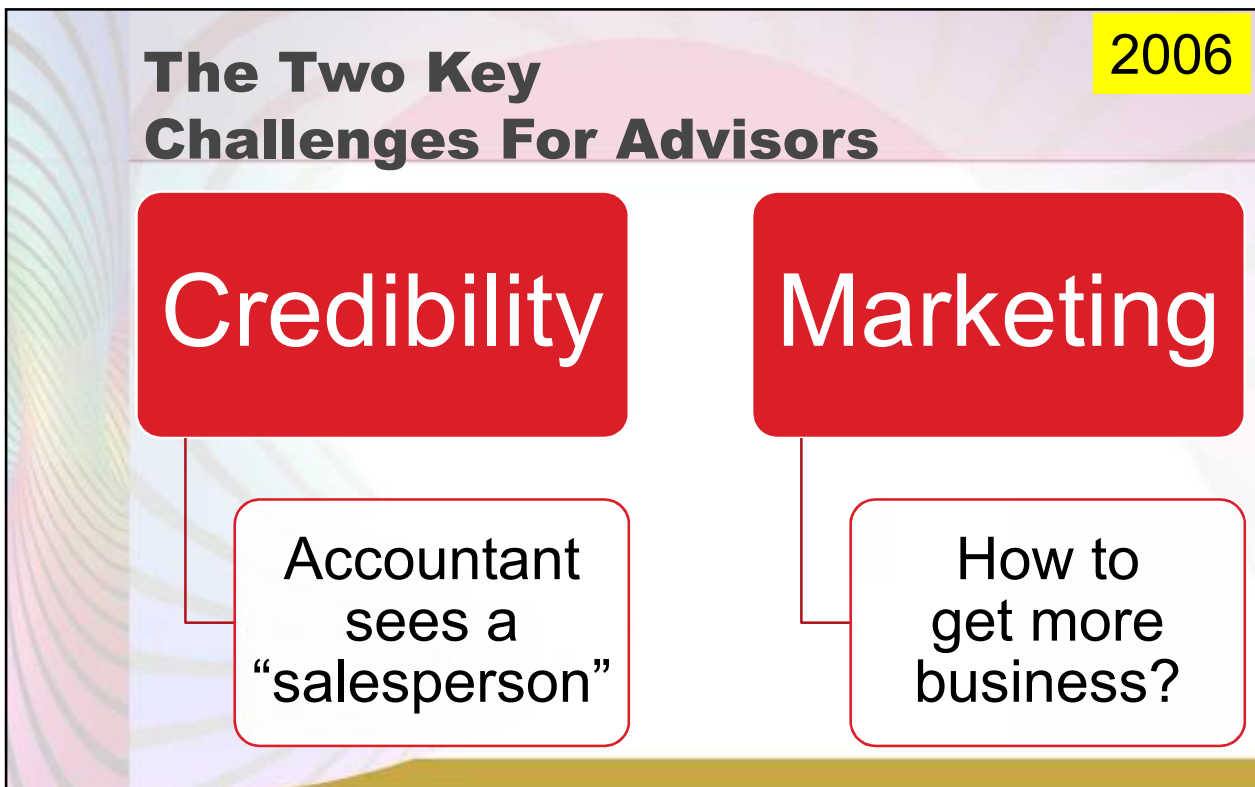 The Two Key
Challenges For Advisors
2006
Credibility
Accountant
sees a
“salesperson”
Marketing
How to
get more
business?